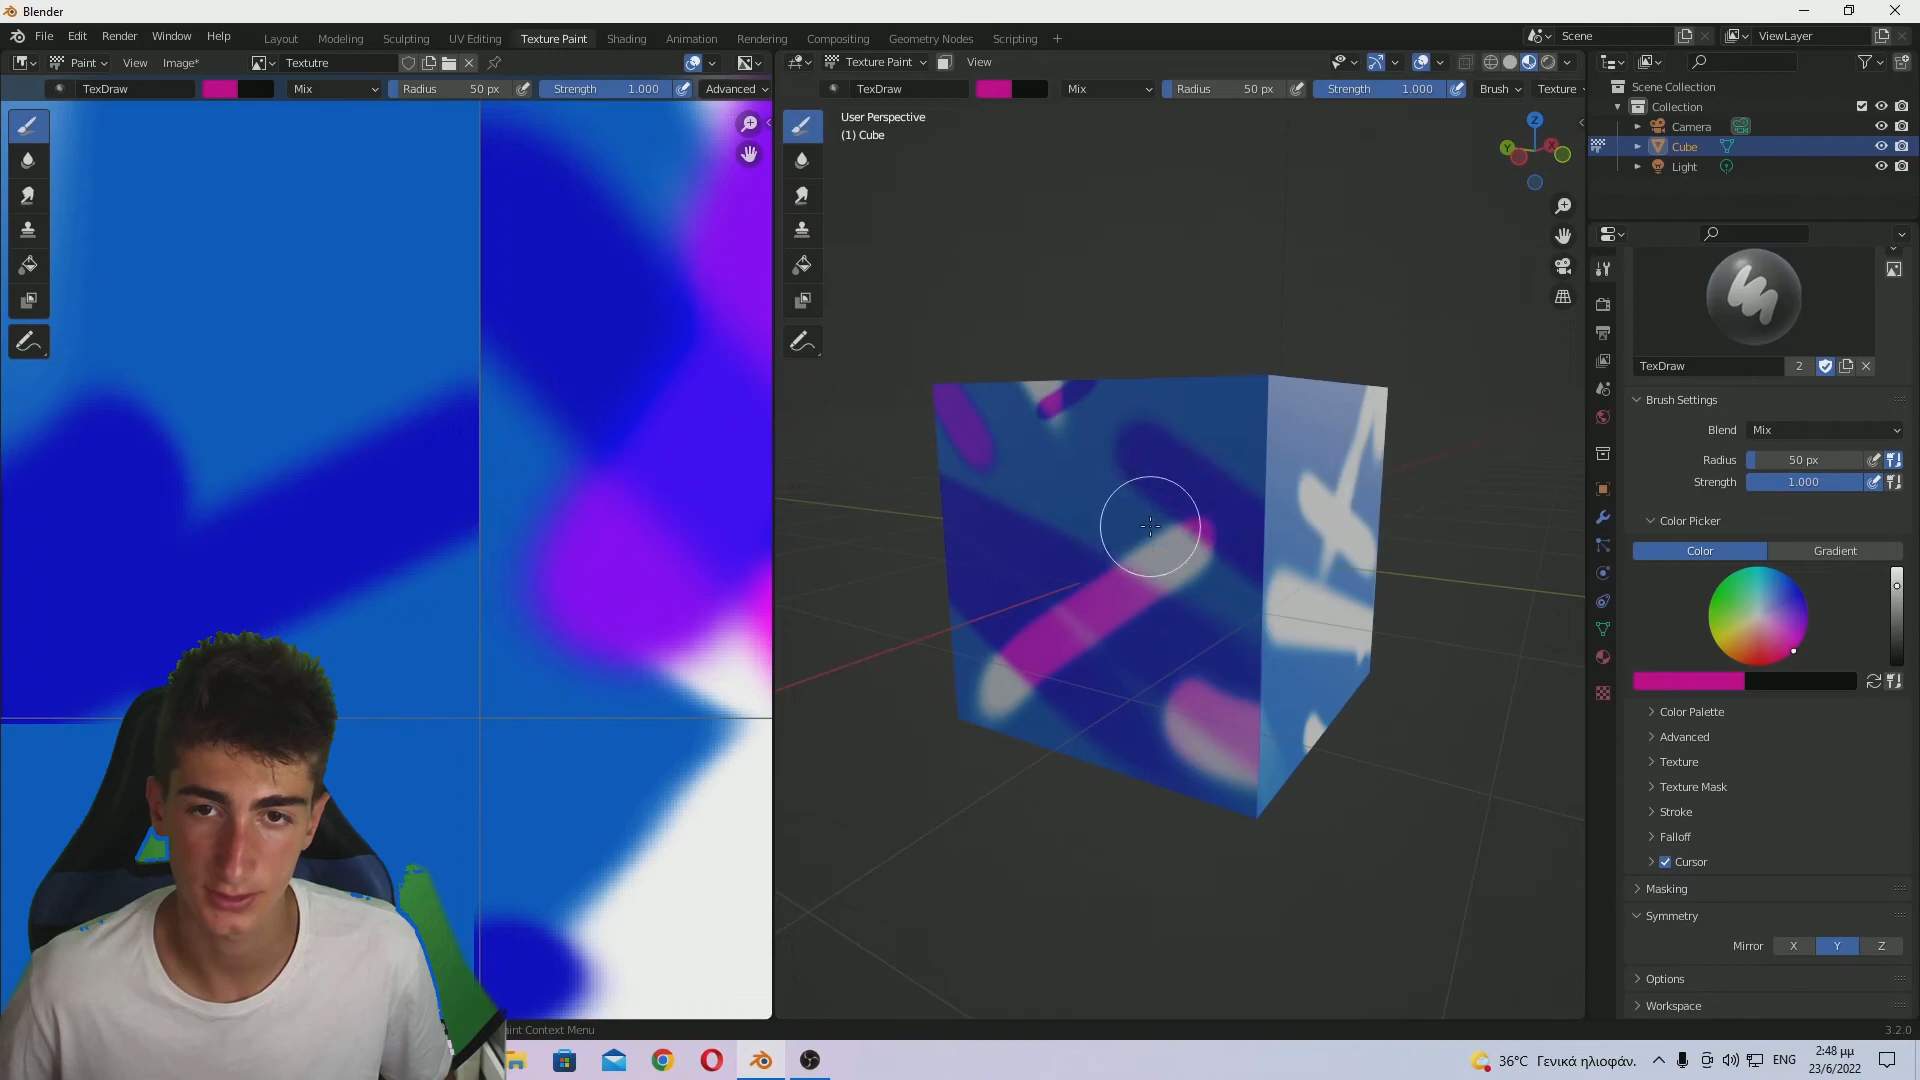 Blender
File Edit Render Window Help Layout Modeling Sculpting UV Editing Texture Paint Shading Animation Rendering Compositing Geometry Nodes Scripting + Scene ViewLayer
Paint View Image* Textutre
TexDraw Mix Radius 50 px Strength 1.000 Advanced
Texture Paint View
TexDraw Mix Radius 50 px Strength 1.000 Brush Texture
User Perspective
(1) Cube
Z
Y
X
Scene Collection
Collection
Camera
Cube
Light
TexDraw 2
Brush Settings
Blend Mix
Radius 50 px
Strength 1.000
Color Picker
Color Gradient
Color Palette
Advanced
Texture
Texture Mask
Stroke
Falloff
Cursor
Masking
Symmetry
Mirror X Y Z
Options
Workspace
aint Context Menu
3.2.0
36°C Γενικά ηλιοφάν. ENG 2:48 μμ
23/6/2022